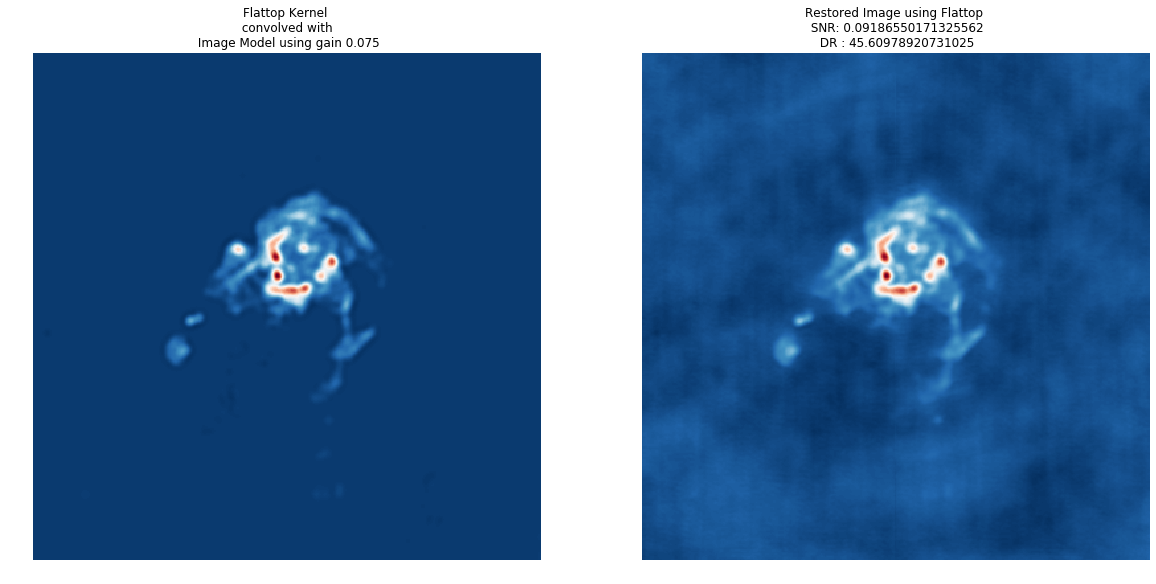 Flattop Kernel
convolved with
Image Model using gain 0.075
Restored Image using Flattop
SNR: 0.09186550171325562
DR : 45.60978920731025